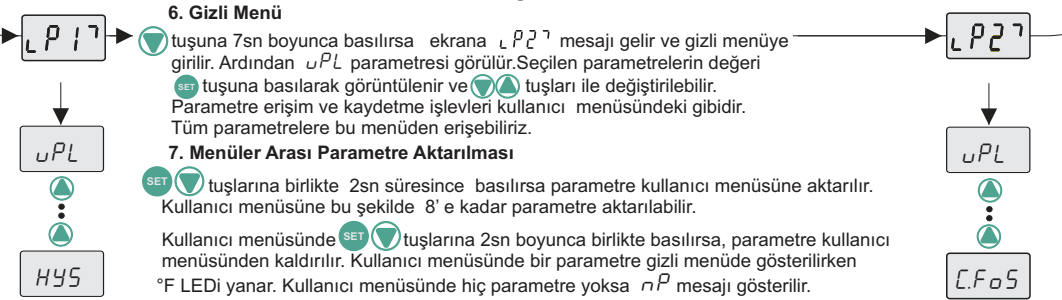 6. Gizli Menü
tuşuna 7sn boyunca basılırsa ekrana ⌞P2⌝ mesajı gelir ve gizli menüye
girilir. Ardından uPL parametresi görülür.Seçilen parametrelerin değeri
SET tuşuna basılarak görüntülenir ve tuşları ile değiştirilebilir.
Parametre erişim ve kaydetme işlevleri kullanıcı menüsündeki gibidir.
Tüm parametrelere bu menüden erişebiliriz.
7. Menüler Arası Parametre Aktarılması
SET tuşlarına birlikte 2sn süresince basılırsa parametre kullanıcı menüsüne aktarılır.
Kullanıcı menüsüne bu şekilde 8' e kadar parametre aktarılabilir.
Kullanıcı menüsünde SET tuşlarına 2sn boyunca birlikte basılırsa, parametre kullanıcı
menüsünden kaldırılır. Kullanıcı menüsünde bir parametre gizli menüde gösterilirken
°F LEDi yanar. Kullanıcı menüsünde hiç parametre yoksa nP mesajı gösterilir.
⌞P1⌝
uPL
HYS
⌞P2⌝
uPL
C.FoS